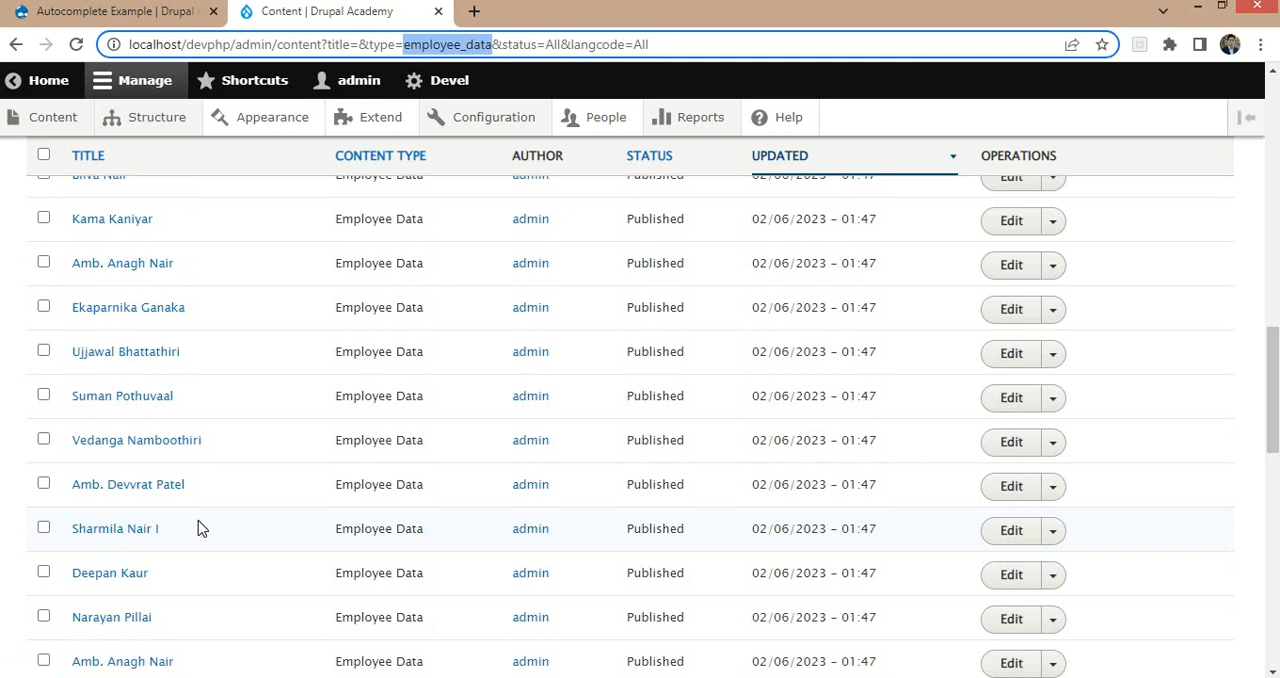 Autocomplete Example | Drupal
Content | Drupal Academy
localhost/devphp/admin/content?title=&type=employee_data&status=All&langcode=All
Home Manage Shortcuts admin Devel
Content Structure Appearance Extend Configuration People Reports Help
TITLE CONTENT TYPE AUTHOR STATUS UPDATED OPERATIONS
Nair Employee Data admin Published 02/06/2023 - 01:47 Edit
Kama Kaniyar Employee Data admin Published 02/06/2023 - 01:47 Edit
Amb. Anagh Nair Employee Data admin Published 02/06/2023 - 01:47 Edit
Ekaparnika Ganaka Employee Data admin Published 02/06/2023 - 01:47 Edit
Ujjawal Bhattathiri Employee Data admin Published 02/06/2023 - 01:47 Edit
Suman Pothuvaal Employee Data admin Published 02/06/2023 - 01:47 Edit
Vedanga Namboothiri Employee Data admin Published 02/06/2023 - 01:47 Edit
Amb. Devvrat Patel Employee Data admin Published 02/06/2023 - 01:47 Edit
Sharmila Nair I Employee Data admin Published 02/06/2023 - 01:47 Edit
Deepan Kaur Employee Data admin Published 02/06/2023 - 01:47 Edit
Narayan Pillai Employee Data admin Published 02/06/2023 - 01:47 Edit
Amb. Anagh Nair Employee Data admin Published 02/06/2023 - 01:47 Edit